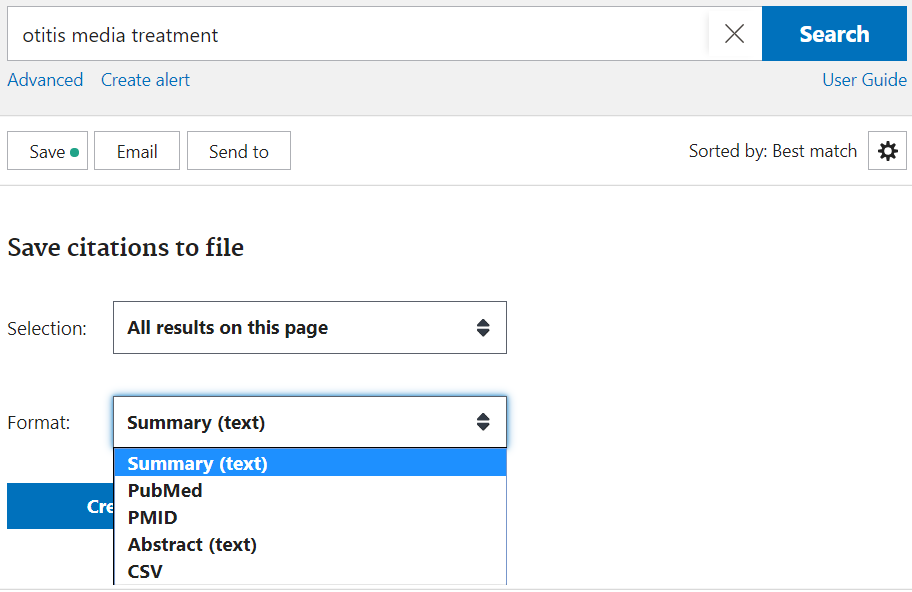 otitis media treatment
Search
Advanced Create alert User Guide
Save Email Send to Sorted by: Best match
Save citations to file
Selection: All results on this page
Format: Summary (text)
Summary (text)
PubMed
Cre
PMID
Abstract (text)
CSV